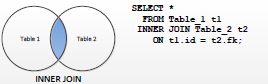 Table 1
Table 2
INNER JOIN
SELECT *
FROM Table_1 t1
INNER JOIN Table_2 t2
ON t1.id = t2.fk;